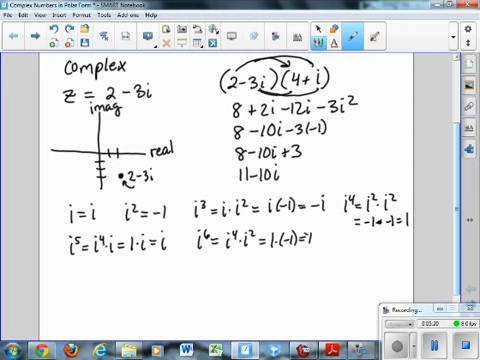 Complex Numbers in Polar Form * - SMART Notebook
File Edit View Insert Format Tools Add-ons Help
Complex
z = 2 - 3i
imag
real
2-3i
(2-3i)(4+i)
8 + 2i - 12i - 3i²
8 - 10i - 3(-1)
8 - 10i + 3
11 - 10i
i = i i² = -1 i³ = i · i² = i(-1) = -i i⁴ = i² · i²
= -1 · -1 = 1
i⁵ = i⁴ · i = 1 · i = i i⁶ = i⁴ · i² = 1 · (-1) = -1
Recording...
Menu